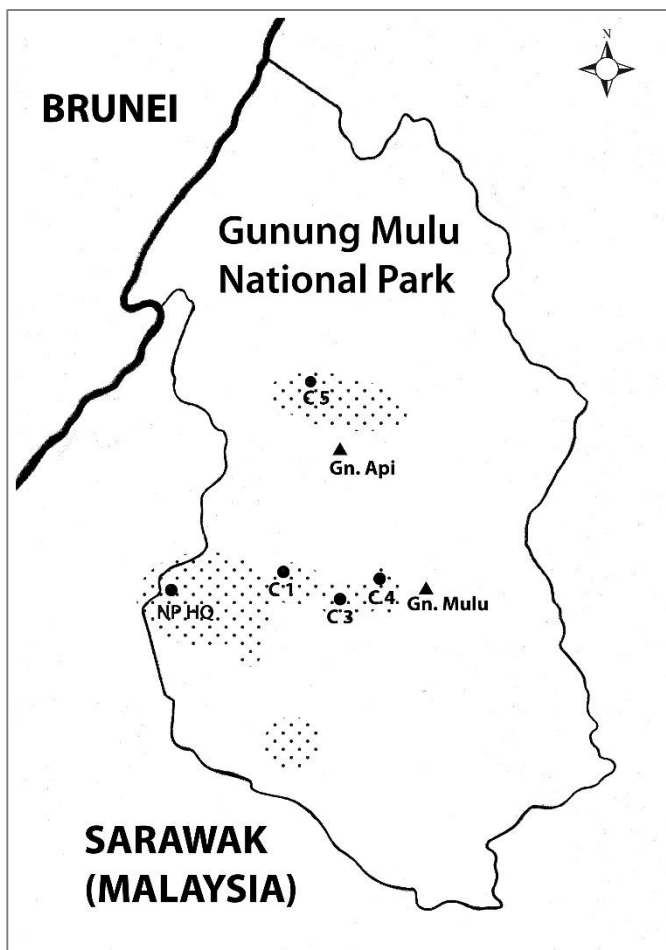 N
BRUNEI
Gunung Mulu
National Park
C 5
Gn. Api
C 1
C 3
C 4
Gn. Mulu
NP HQ
SARAWAK
(MALAYSIA)